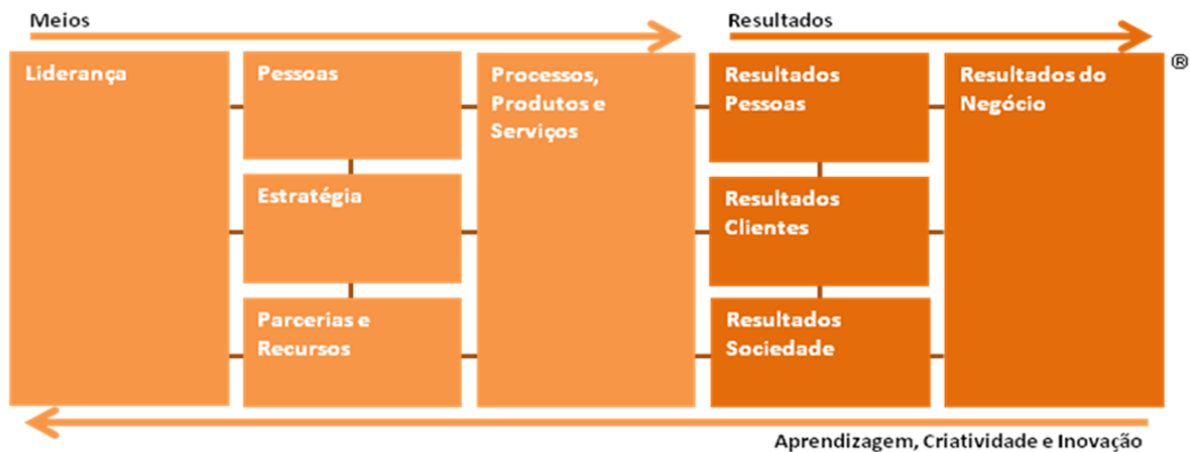 Meios
Resultados
Liderança
Pessoas
Processos,
Produtos e
Serviços
Resultados
Pessoas
Resultados do
Negócio
®
Estratégia
Resultados
Clientes
Parcerias e
Recursos
Resultados
Sociedade
Aprendizagem, Criatividade e Inovação